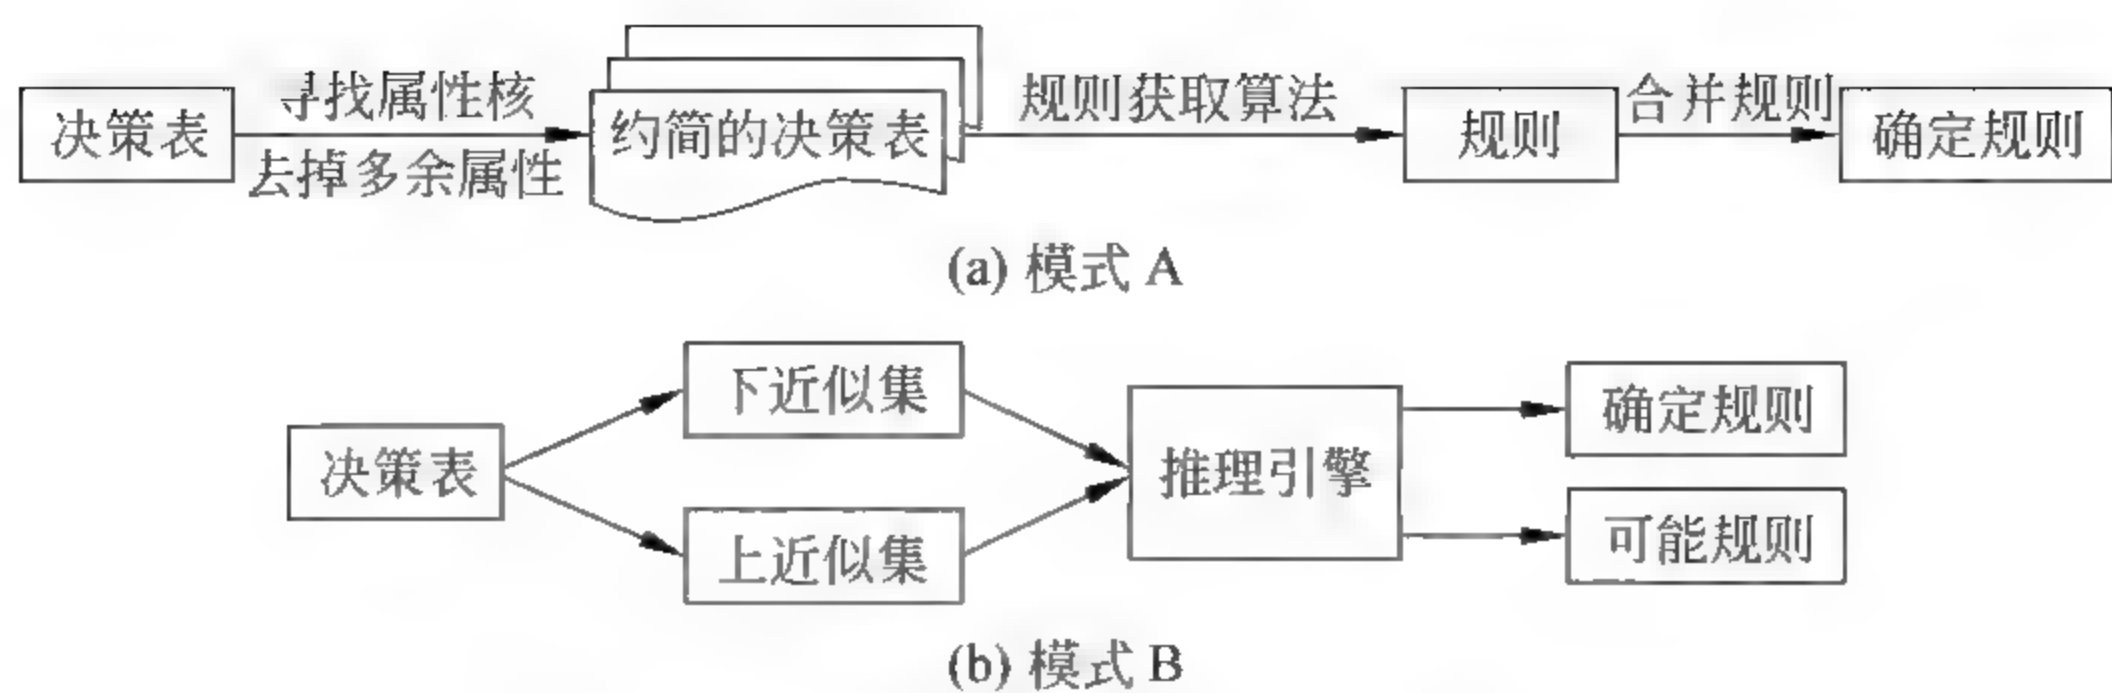 决策表
寻找属性核
去掉多余属性
约简的决策表
规则获取算法
规则
合并规则
确定规则
(a) 模式 A
决策表
下近似集
上近似集
推理引擎
确定规则
可能规则
(b) 模式 B